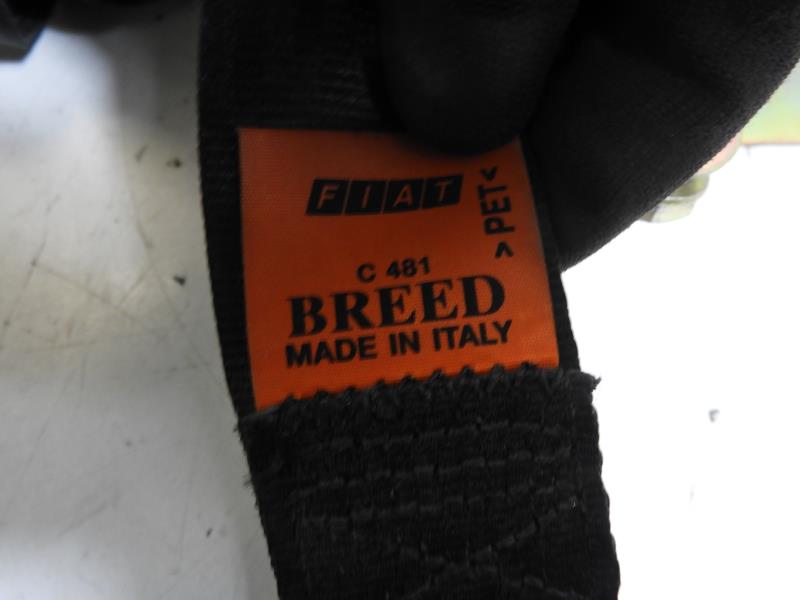 FIAT
>PET<
C 481
BREED
MADE IN ITALY